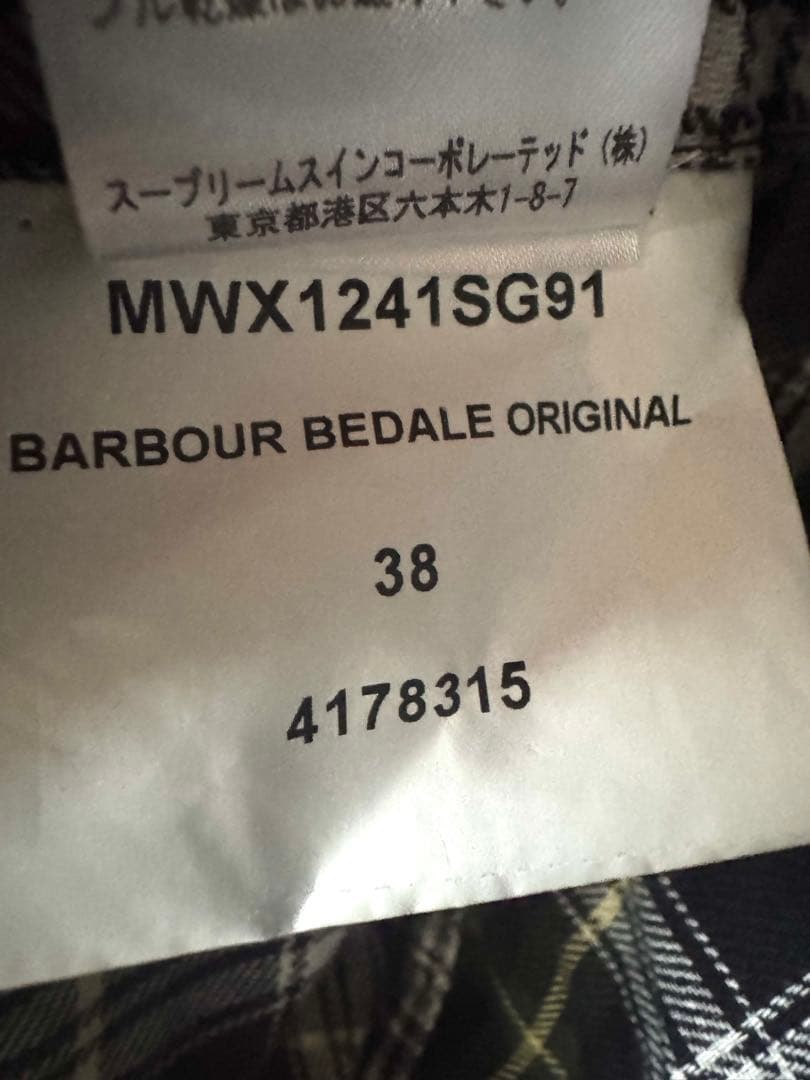 スープリームスインコーポレーテッド (株)
東京都港区六本木1-8-7
MWX1241SG91
BARBOUR BEDALE ORIGINAL
38
4178315